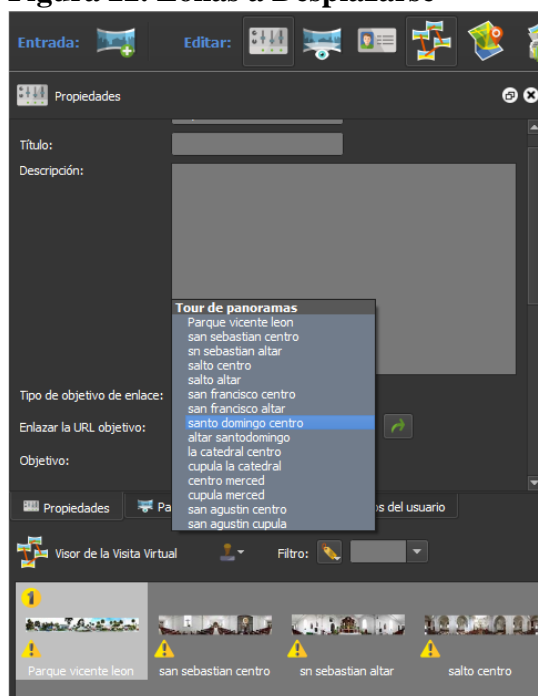 Figura 22: Zonas a Desplazarse
Entrada:
Editar:
Propiedades
Título:
Descripción:
Tour de panoramas
Parque vicente leon
san sebastian centro
sn sebastian altar
salto centro
salto altar
san francisco centro
san francisco altar
santo domingo centro
altar santodomingo
la catedral centro
cupula la catedral
centro merced
cupula merced
san agustin centro
san agustin cupula
Tipo de objetivo de enlace:
Enlazar la URL objetivo:
Objetivo:
Propiedades
Pa
os del usuario
Visor de la Visita Virtual
Filtro:
1
Parque vicente leon
san sebastian centro
sn sebastian altar
salto centro